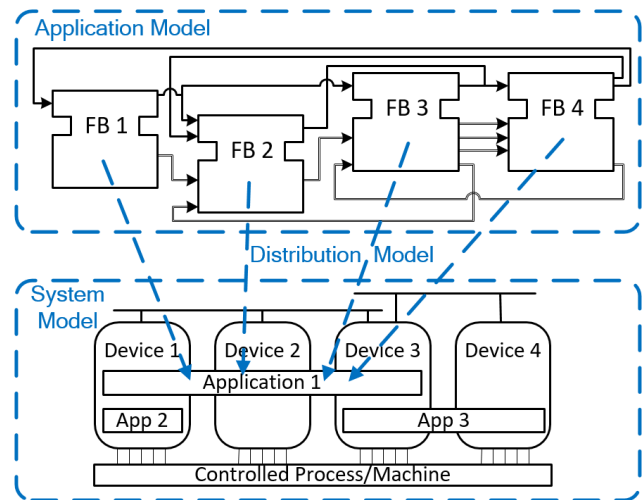 Application Model
FB 1
FB 2
FB 3
FB 4
Distribution Model
System
Model
Device 1
Device 2
Device 3
Device 4
Application 1
App 2
App 3
Controlled Process/Machine